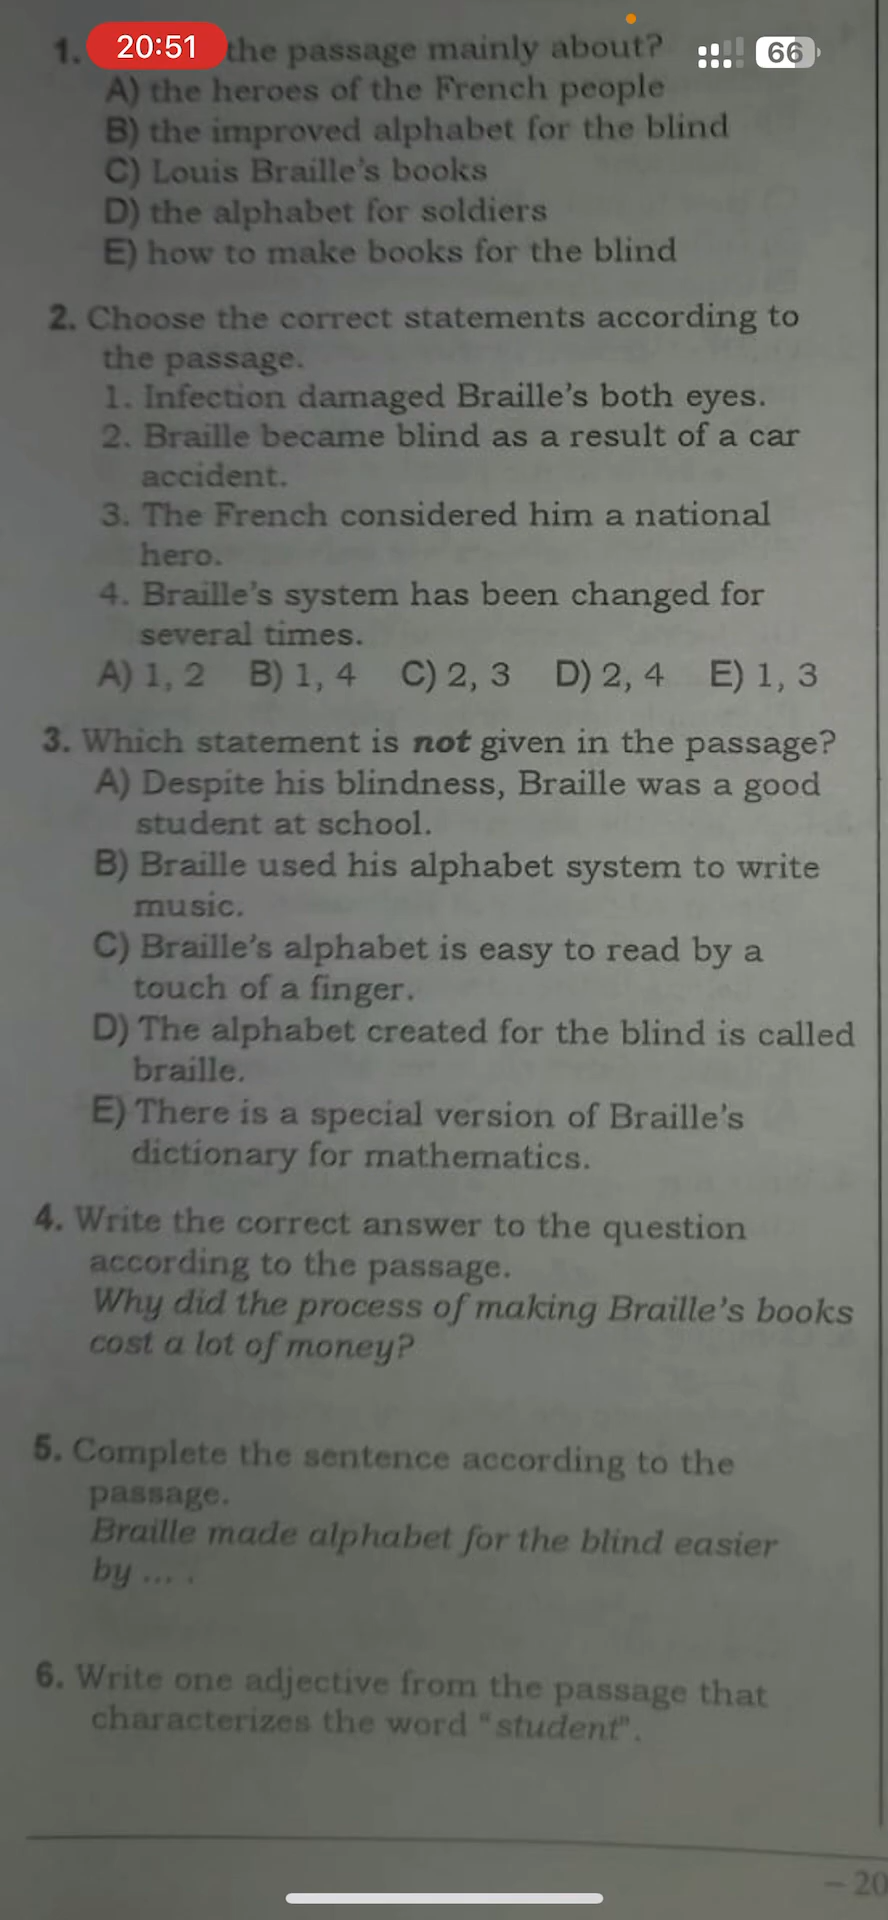 20:51
66
1. the passage mainly about?
A) the heroes of the French people
B) the improved alphabet for the blind
C) Louis Braille's books
D) the alphabet for soldiers
E) how to make books for the blind
2. Choose the correct statements according to
the passage.
1. Infection damaged Braille's both eyes.
2. Braille became blind as a result of a car
accident.
3. The French considered him a national
hero.
4. Braille's system has been changed for
several times.
A) 1, 2 B) 1, 4 C) 2, 3 D) 2, 4 E) 1, 3
3. Which statement is not given in the passage?
A) Despite his blindness, Braille was a good
student at school.
B) Braille used his alphabet system to write
music.
C) Braille's alphabet is easy to read by a
touch of a finger.
D) The alphabet created for the blind is called
braille.
E) There is a special version of Braille's
dictionary for mathematics.
4. Write the correct answer to the question
according to the passage.
Why did the process of making Braille's books
cost a lot of money?
5. Complete the sentence according to the
passage.
Braille made alphabet for the blind easier
by ... .
6. Write one adjective from the passage that
characterizes the word "student".
– 20